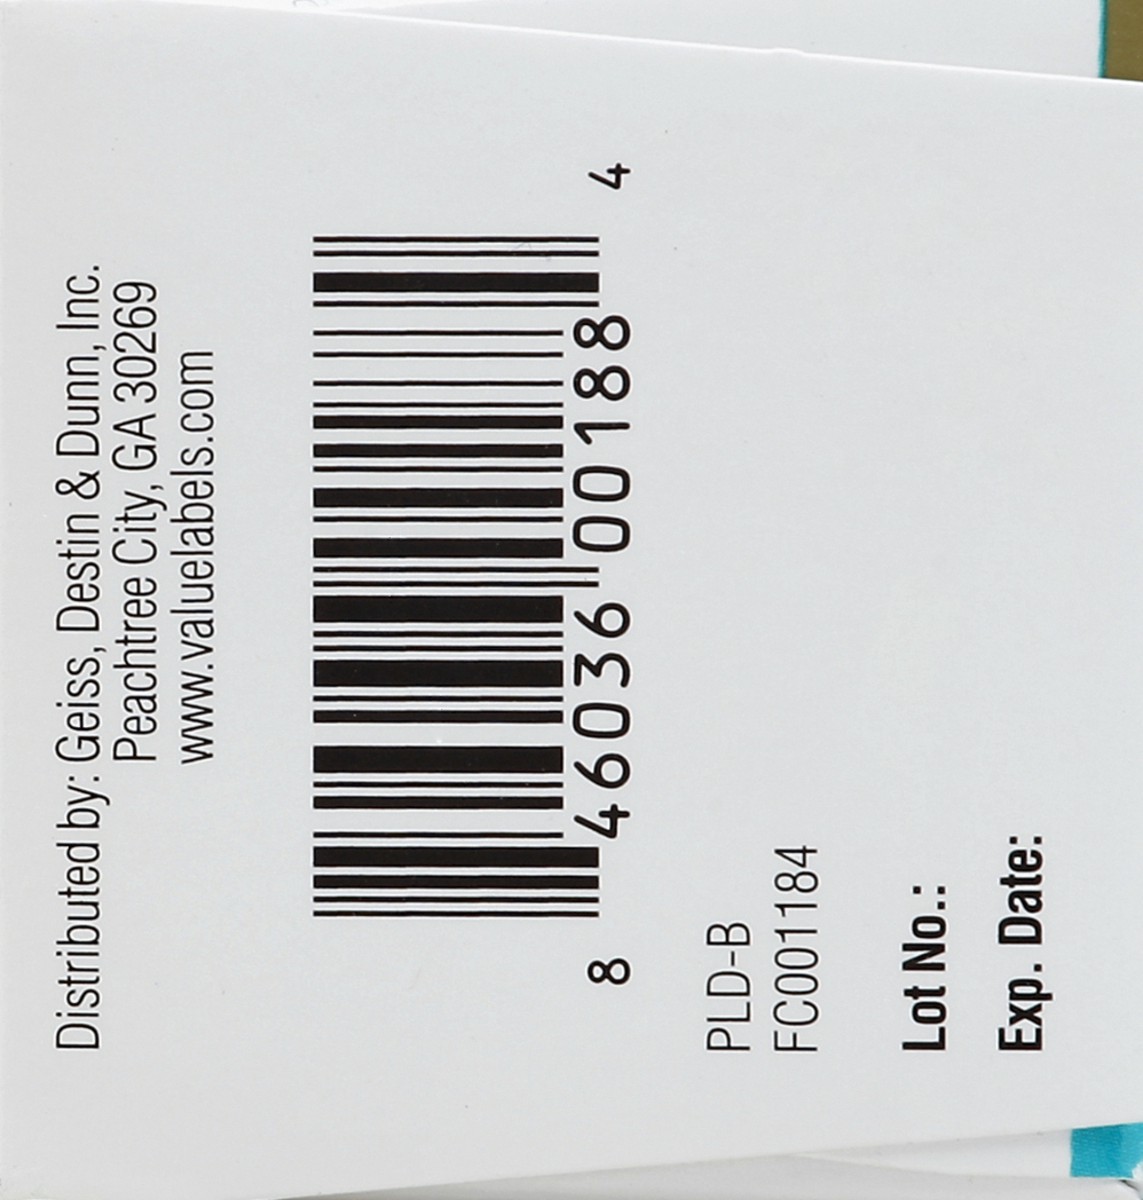 Distributed by: Geiss, Destin & Dunn, Inc.
Peachtree City, GA 30269
www.valuelabels.com
8 46036 00188 4
PLD-B
FC001184
Lot No.:
Exp. Date: